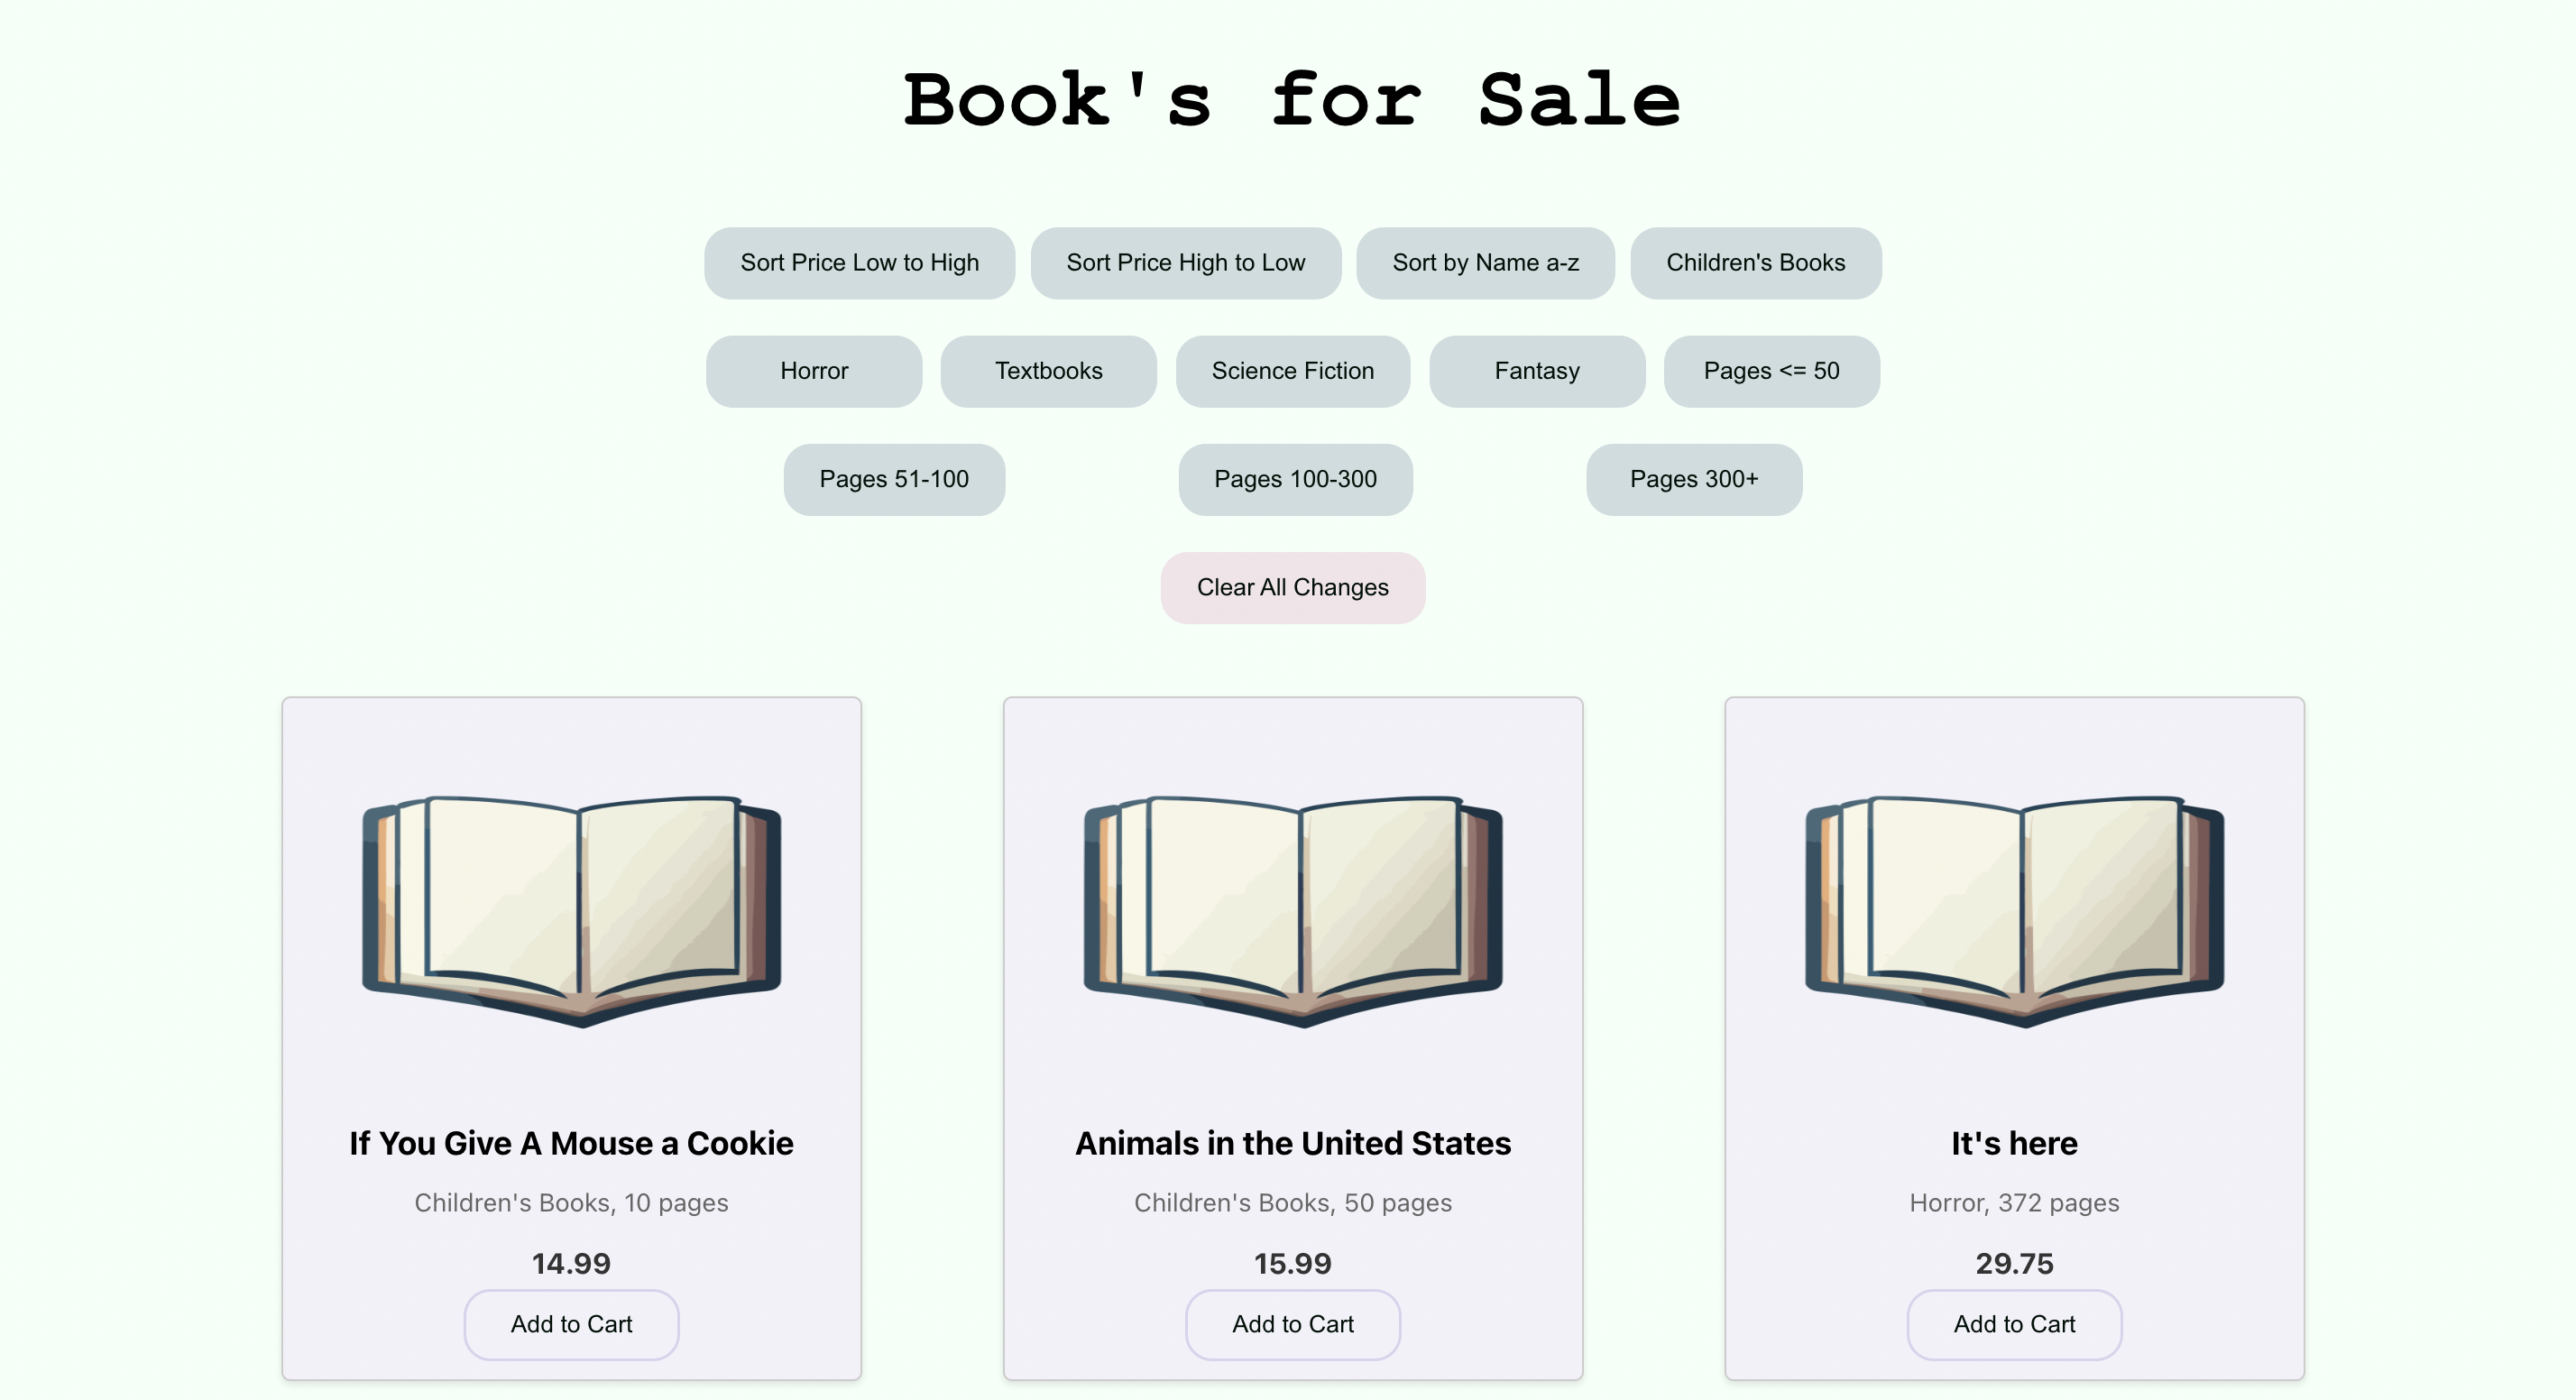 Book's for Sale
Sort Price Low to High
Sort Price High to Low
Sort by Name a-z
Children's Books
Horror
Textbooks
Science Fiction
Fantasy
Pages <= 50
Pages 51-100
Pages 100-300
Pages 300+
Clear All Changes
If You Give A Mouse a Cookie
Children's Books, 10 pages
14.99
Add to Cart
Animals in the United States
Children's Books, 50 pages
15.99
Add to Cart
It's here
Horror, 372 pages
29.75
Add to Cart